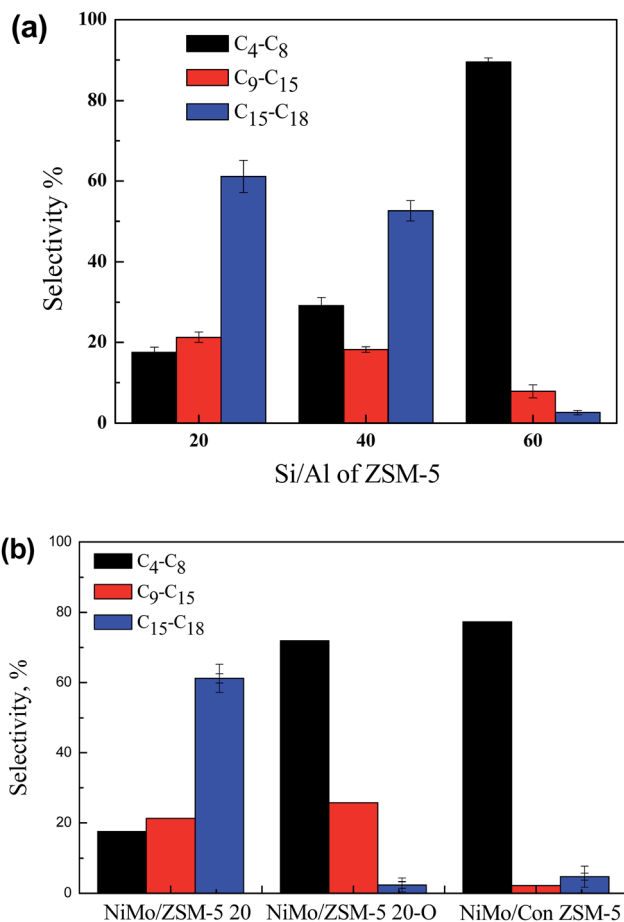 (a)
C4-C8
C9-C15
C15-C18
Selectivity %
100
80
60
40
20
0
20 40 60
Si/Al of ZSM-5
(b)
C4-C8
C9-C15
C15-C18
Selectivity, %
100
80
60
40
20
0
NiMo/ZSM-5 20 NiMo/ZSM-5 20-O NiMo/Con ZSM-5